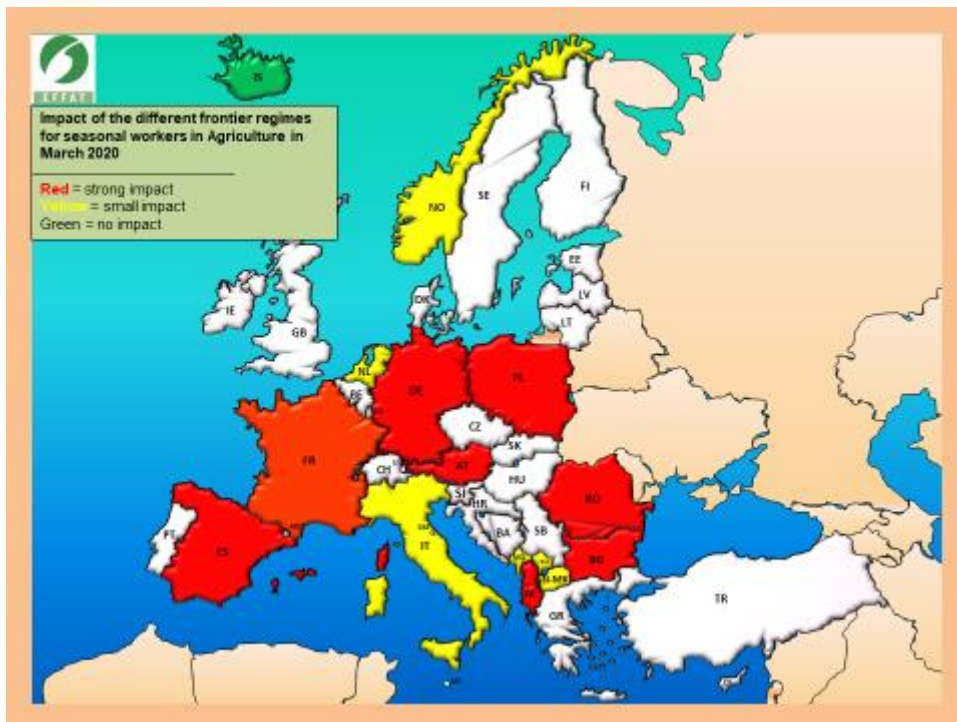 EFFAT
IS
Impact of the different frontier regimes
for seasonal workers in Agriculture in
March 2020
Red = strong impact
Yellow = small impact
Green = no impact
NO
SE
FI
EE
LV
LT
DK
IE
GB
NL
BE
DE
PL
CZ
SK
FR
CH
AT
HU
RO
SI
HR
BA
SB
BG
PT
ES
IT
N-MK
AL
GR
TR